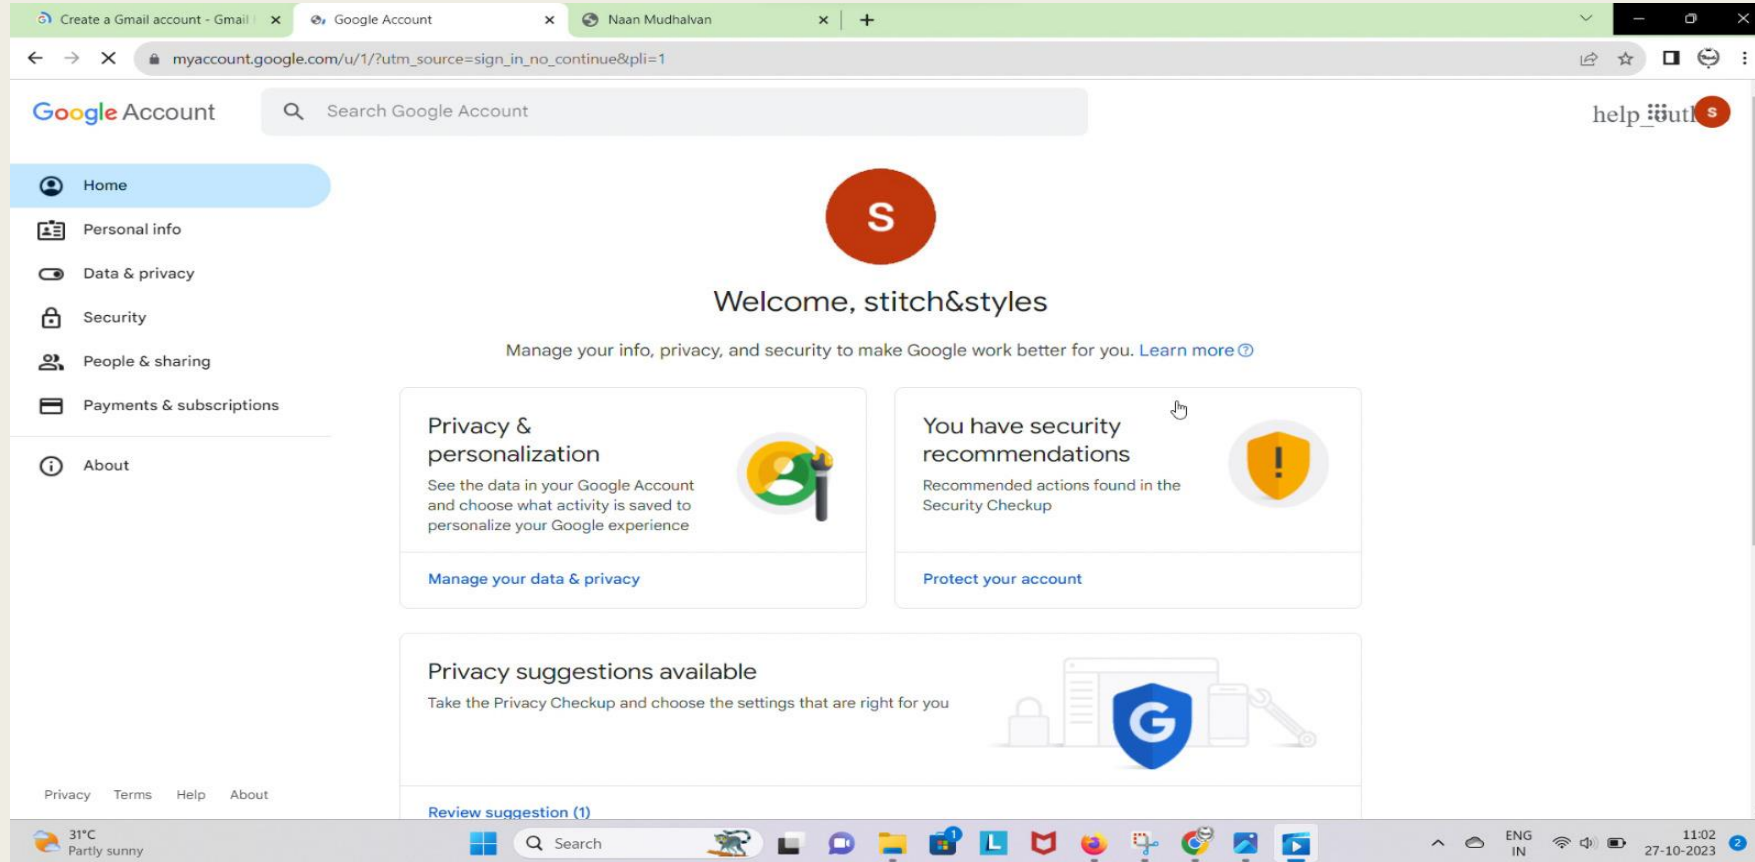 Create a Gmail account - Gmail
Google Account
Naan Mudhalvan
myaccount.google.com/u/1/?utm_source=sign_in_no_continue&pli=1
Google Account
Search Google Account
S
Home
Personal info
Data & privacy
Security
People & sharing
Payments & subscriptions
About
S
Welcome, stitch&styles
Manage your info, privacy, and security to make Google work better for you. Learn more
Privacy &
personalization
See the data in your Google Account
and choose what activity is saved to
personalize your Google experience
Manage your data & privacy
You have security
recommendations
Recommended actions found in the
Security Checkup
Protect your account
Privacy suggestions available
Take the Privacy Checkup and choose the settings that are right for you
G
Review suggestion (1)
Privacy Terms Help About
31°C
Partly sunny
Search
1
L
ENG
IN
11:02
27-10-2023
2